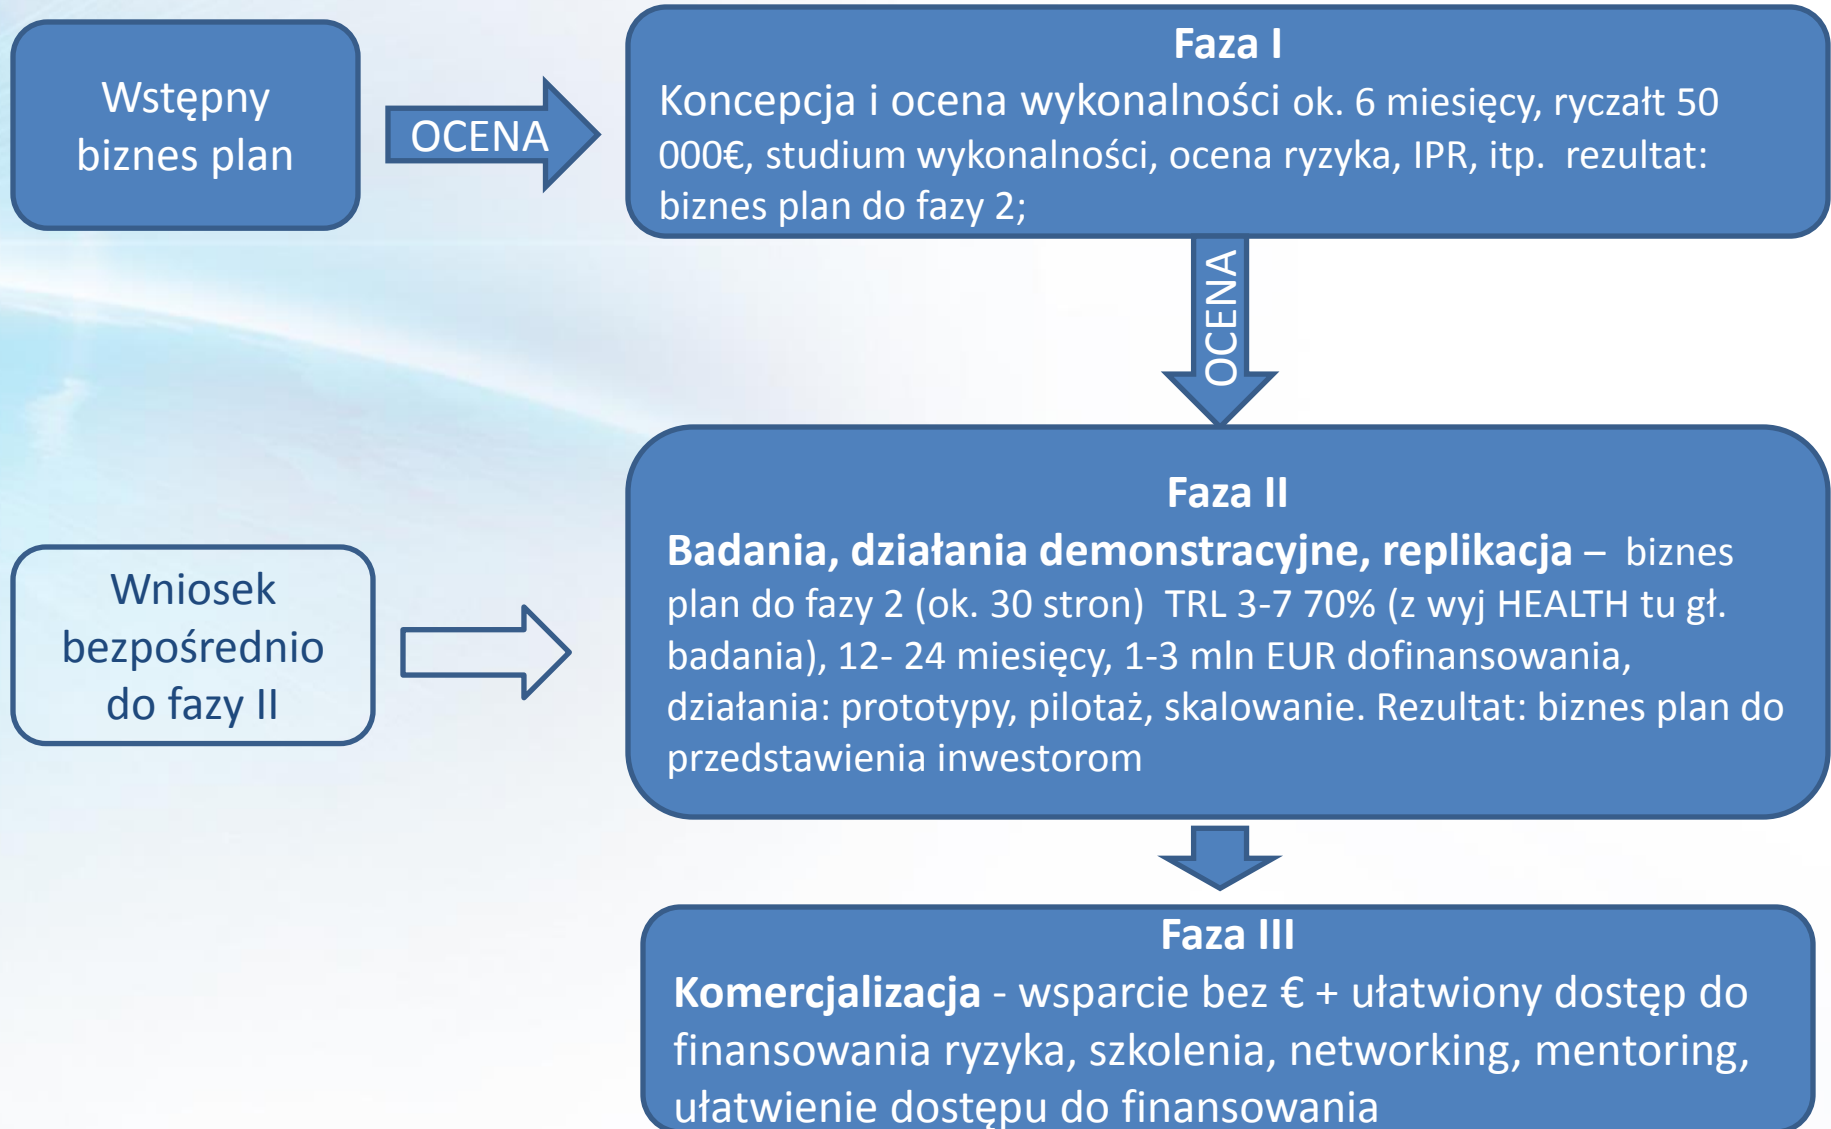 Wstępny
biznes plan
OCENA
Faza I
Koncepcja i ocena wykonalności ok. 6 miesięcy, ryczałt 50
000€, studium wykonalności, ocena ryzyka, IPR, itp.  rezultat:
biznes plan do fazy 2;
OCENA
Wniosek
bezpośrednio
do fazy II
Faza II
Badania, działania demonstracyjne, replikacja –  biznes
plan do fazy 2 (ok. 30 stron)  TRL 3-7 70% (z wyj HEALTH tu gł.
badania), 12- 24 miesięcy, 1-3 mln EUR dofinansowania,
działania: prototypy, pilotaż, skalowanie. Rezultat: biznes plan do
przedstawienia inwestorom
Faza III
Komercjalizacja - wsparcie bez € + ułatwiony dostęp do
finansowania ryzyka, szkolenia, networking, mentoring,
ułatwienie dostępu do finansowania